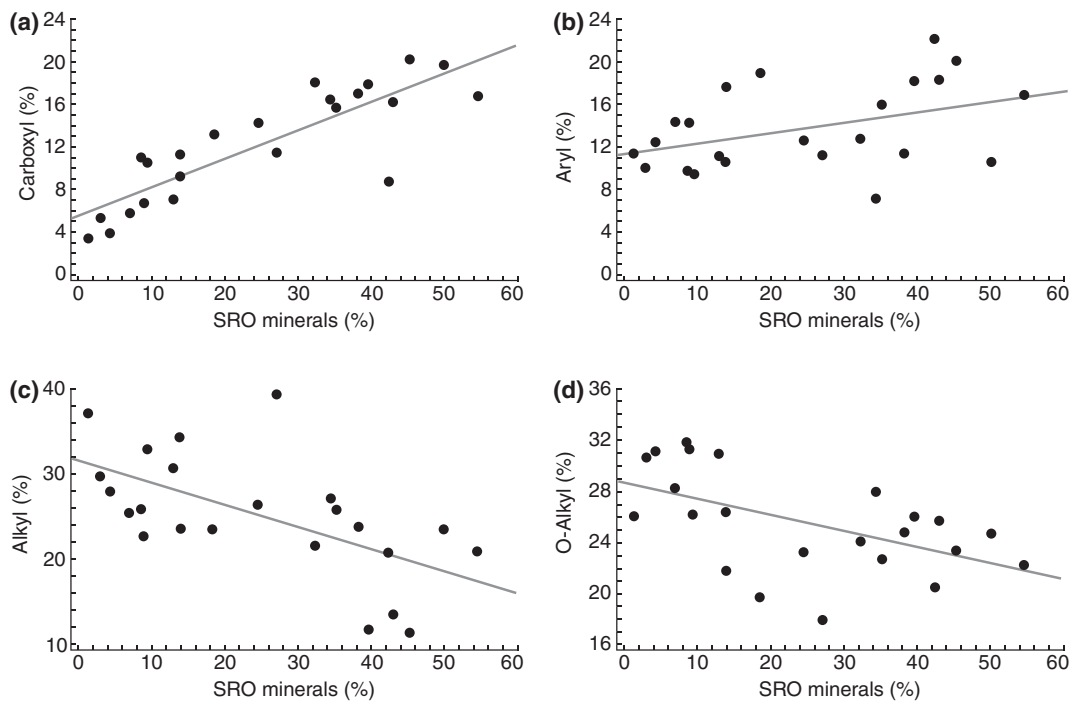 (a)
24
20
16
12
8
4
0
Carboxyl (%)
0 10 20 30 40 50 60
SRO minerals (%)
(b)
24
20
16
12
8
4
0
Aryl (%)
0 10 20 30 40 50 60
SRO minerals (%)
(c)
40
30
20
10
Alkyl (%)
0 10 20 30 40 50 60
SRO minerals (%)
(d)
36
32
28
24
20
16
O-Alkyl (%)
0 10 20 30 40 50 60
SRO minerals (%)